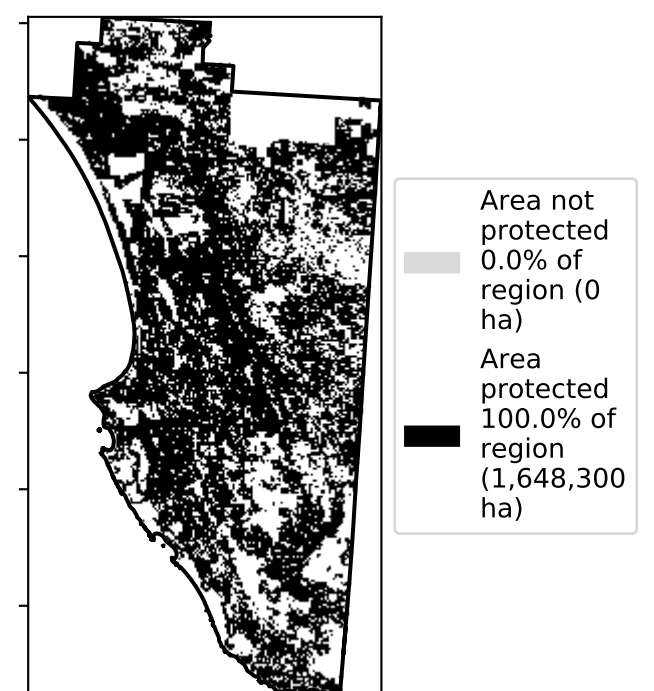 Area not
protected
0.0% of
region (0
ha)
Area
protected
100.0% of
region
(1,648,300
ha)